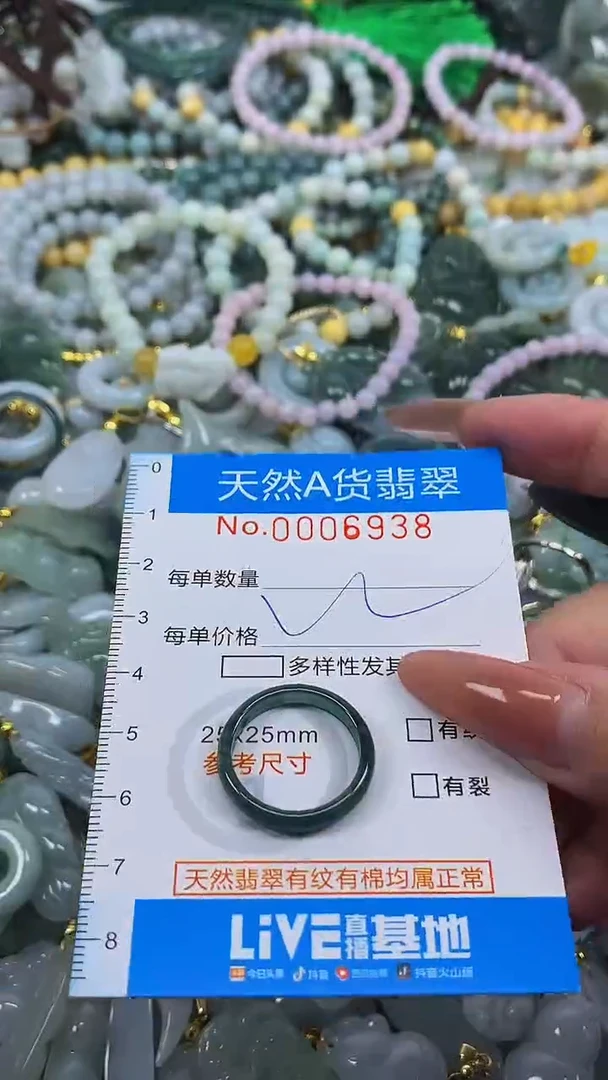 0
天然A货翡翠
1
No.0006938
2
每单数量
3
每单价格
4
多样性发其
5
25x25mm
有纹
参考尺寸
6
有裂
7
天然翡翠有纹有棉均属正常
8
LiVE直播基地
今日头条 抖音 抖音火山版